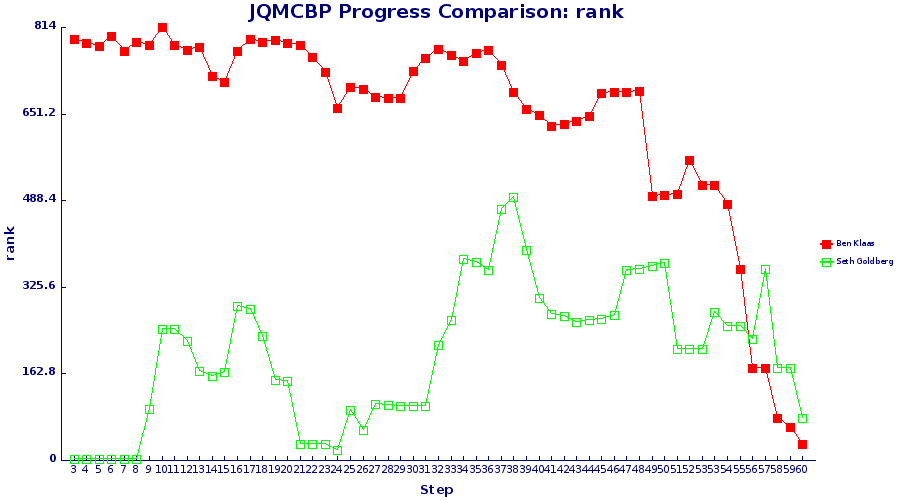 JQMCBP Progress Comparison: rank
814
651.2
488.4
325.6
162.8
0
rank
3 4 5 6 7 8 9 10 11 12 13 14 15 16 17 18 19 20 21 22 23 24 25 26 27 28 29 30 31 32 33 34 35 36 37 38 39 40 41 42 43 44 45 46 47 48 49 50 51 52 53 54 55 56 57 58 59 60
Step
Ben Klaas
Seth Goldberg